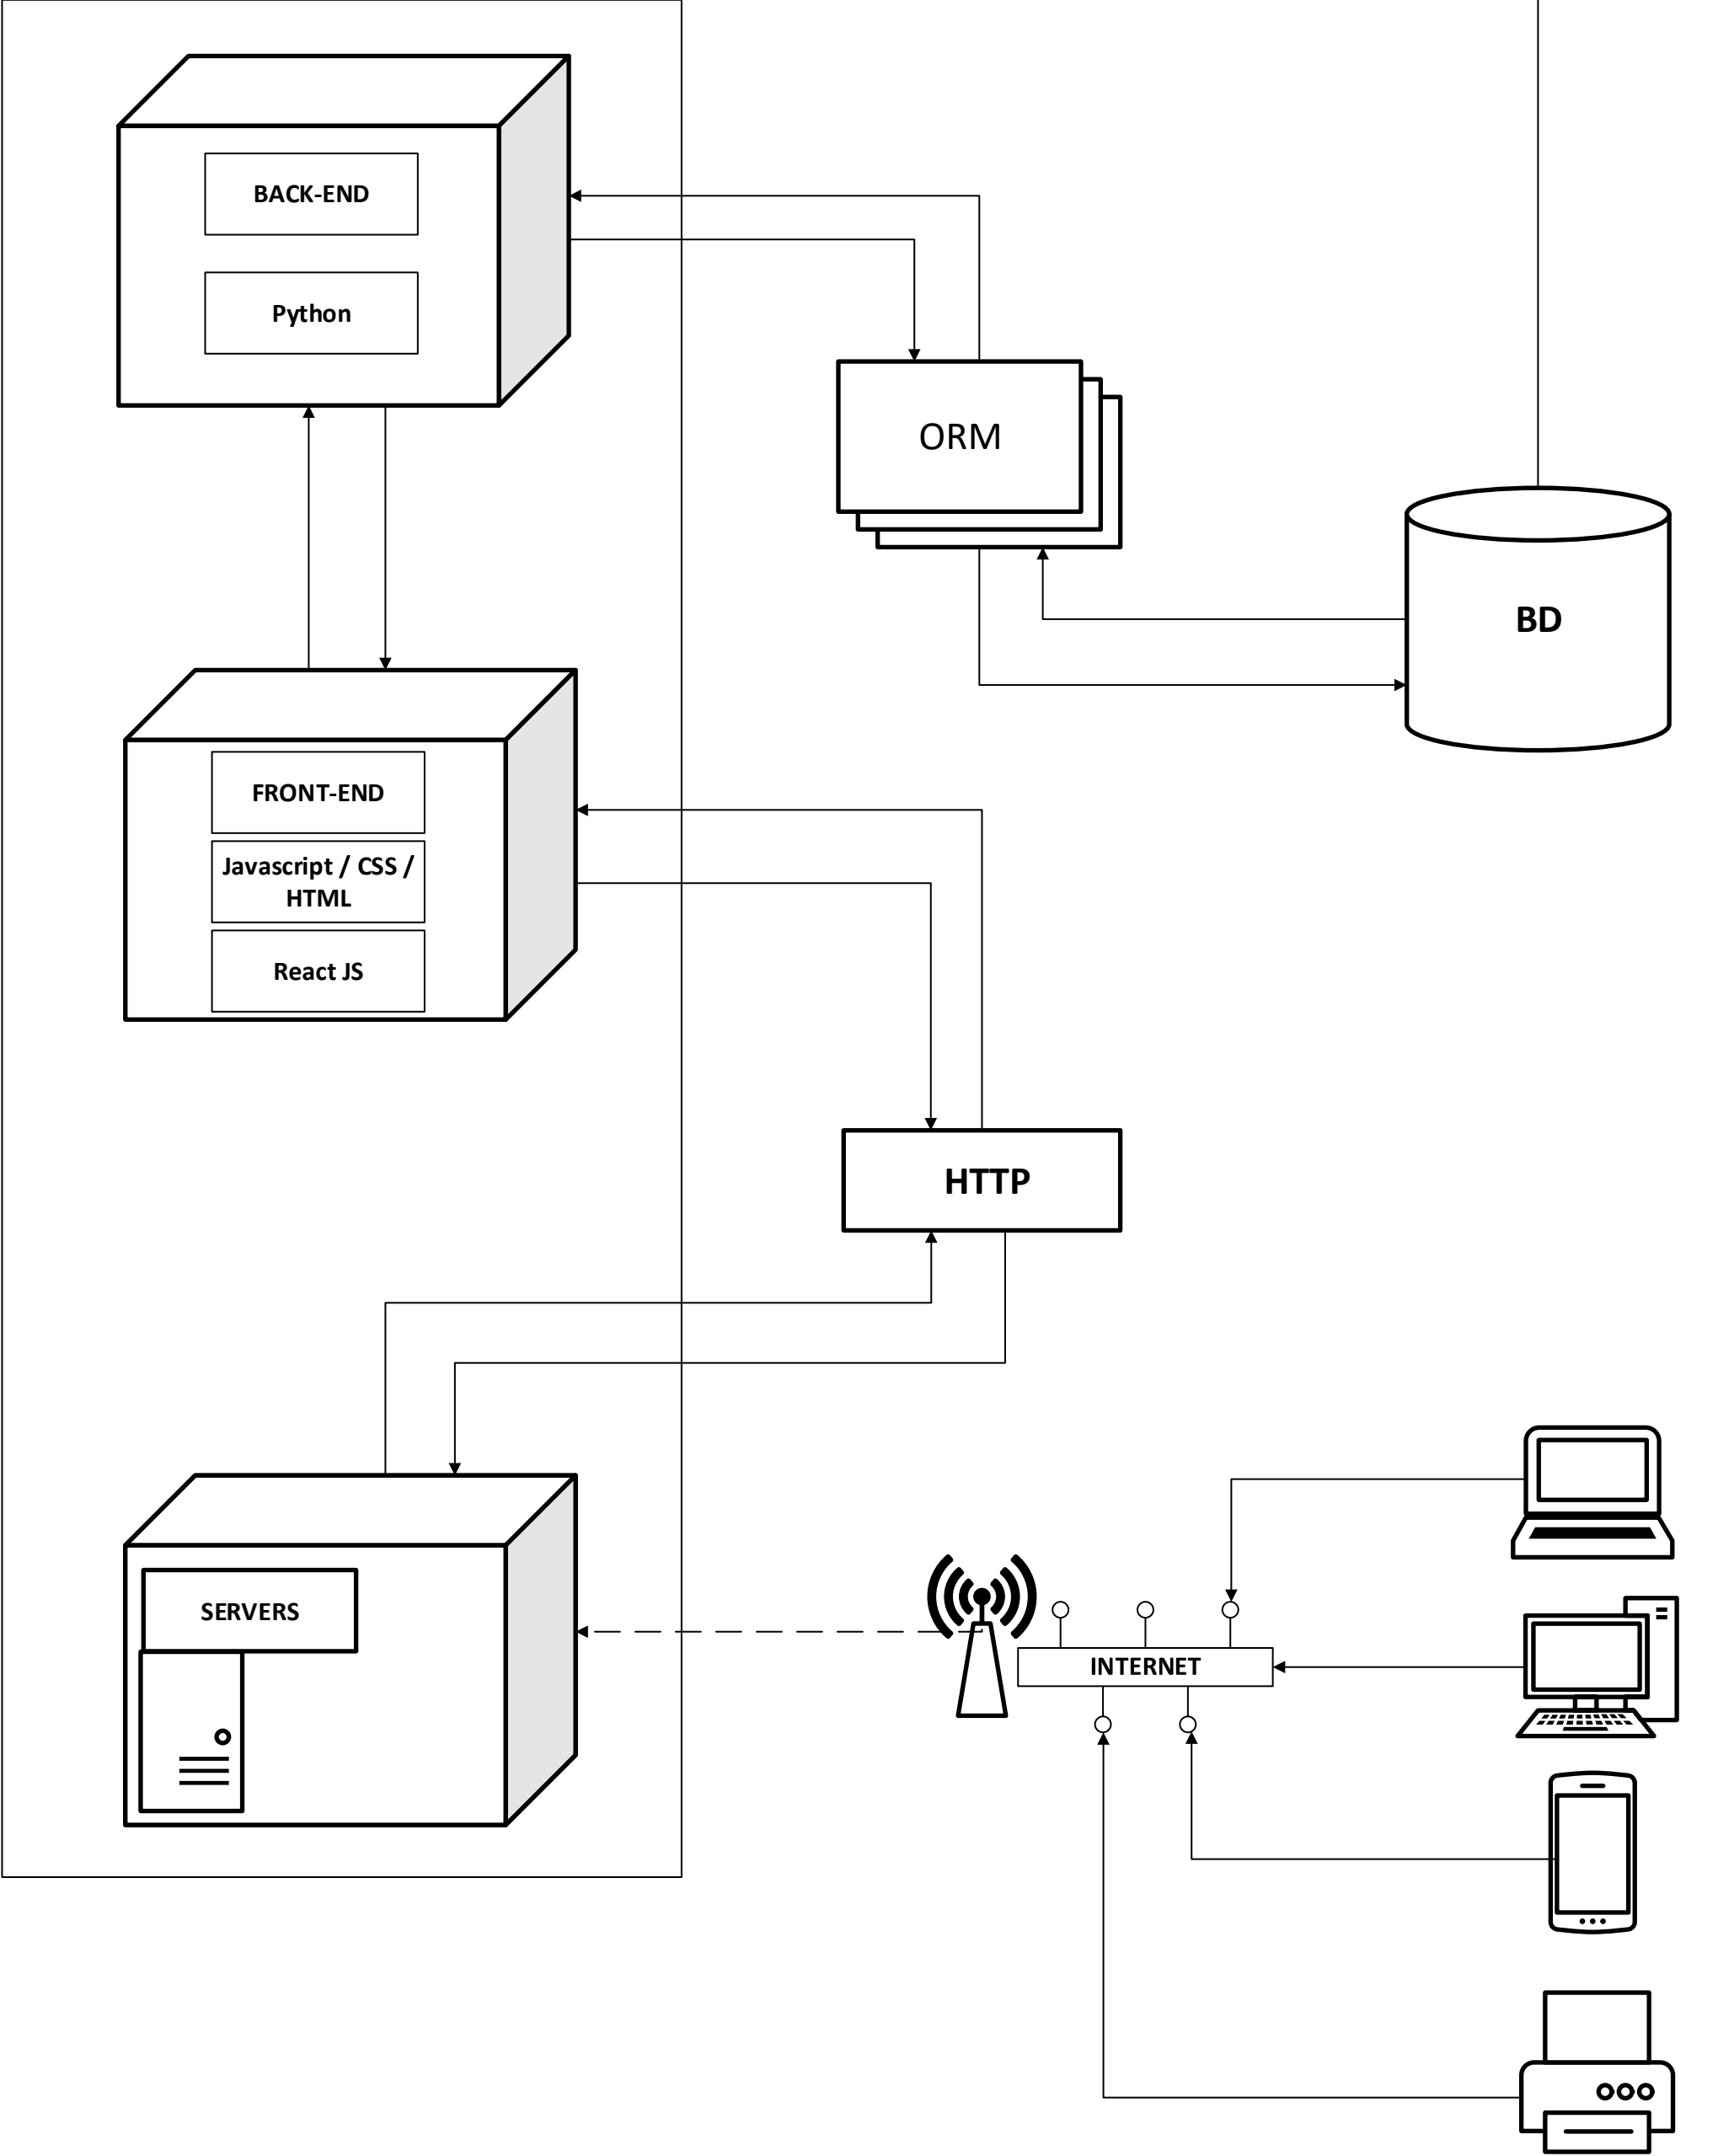 BACK-END
Python
ORM
BD
FRONT-END
Javascript / CSS /
HTML
React JS
HTTP
SERVERS
INTERNET